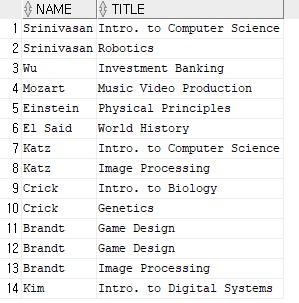 NAME TITLE
1 Srinivasan Intro. to Computer Science
2 Srinivasan Robotics
3 Wu Investment Banking
4 Mozart Music Video Production
5 Einstein Physical Principles
6 El Said World History
7 Katz Intro. to Computer Science
8 Katz Image Processing
9 Crick Intro. to Biology
10 Crick Genetics
11 Brandt Game Design
12 Brandt Game Design
13 Brandt Image Processing
14 Kim Intro. to Digital Systems